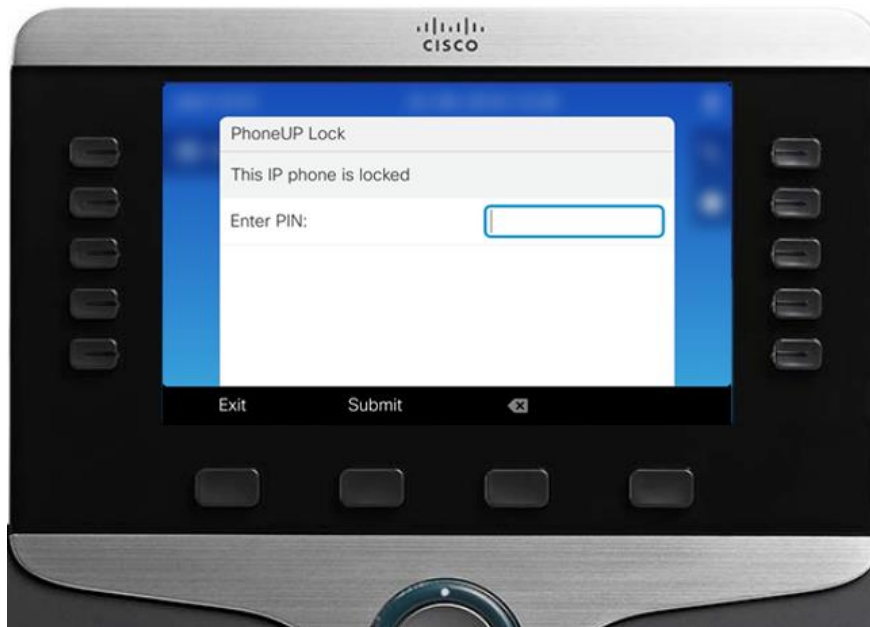 CISCO
PhoneUP Lock
This IP phone is locked
Enter PIN:
Exit Submit